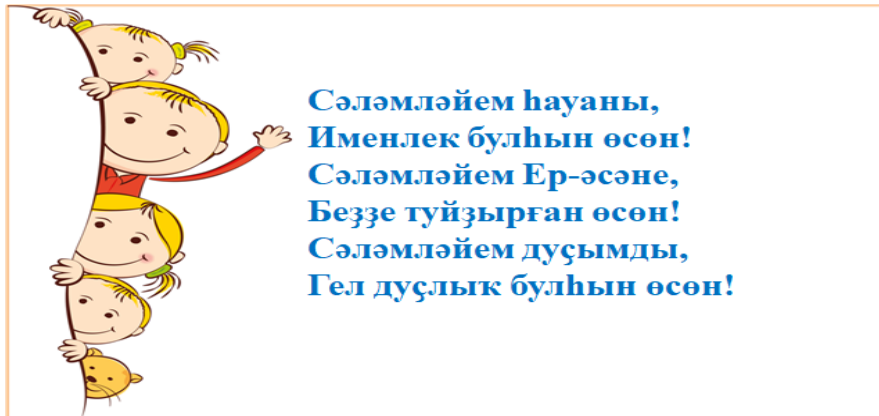 Сәләмләйем һауаны,
Именлек булһын өсөн!
Сәләмләйем Ер-әсәне,
Беҙҙе туйҙырған өсөн!
Сәләмләйем дуҫымды,
Гел дуҫлыҡ булһын өсөн!